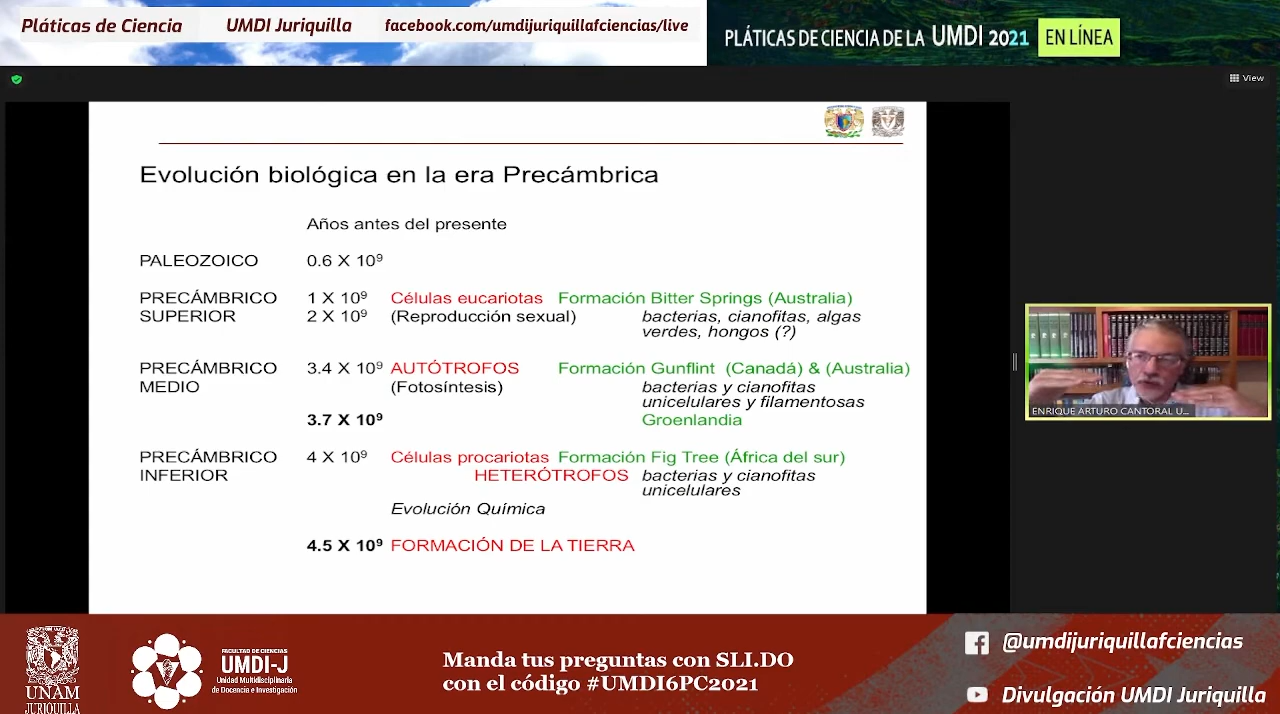 Pláticas de Ciencia UMDI Juriquilla facebook.com/umdijuriquillafciencias/live
PLÁTICAS DE CIENCIA DE LA UMDI 2021 EN LÍNEA
View
Evolución biológica en la era Precámbrica
Años antes del presente
PALEOZOICO 0.6 X 10⁹
PRECÁMBRICO 1 X 10⁹ Células eucariotas Formación Bitter Springs (Australia)
SUPERIOR 2 X 10⁹ (Reproducción sexual) bacterias, cianofitas, algas
verdes, hongos (?)
PRECÁMBRICO 3.4 X 10⁹ AUTÓTROFOS Formación Gunflint (Canadá) & (Australia)
MEDIO (Fotosíntesis) bacterias y cianofitas
unicelulares y filamentosas
3.7 X 10⁹ Groenlandia
PRECÁMBRICO 4 X 10⁹ Células procariotas Formación Fig Tree (África del sur)
INFERIOR HETERÓTROFOS bacterias y cianofitas
unicelulares
Evolución Química
4.5 X 10⁹ FORMACIÓN DE LA TIERRA
ENRIQUE ARTURO CANTORAL U...
UNAM
JURIQUILLA
FACULTAD DE CIENCIAS
UMDI-J
Unidad Multidisciplinaria
de Docencia e Investigación
Manda tus preguntas con SLI.DO
con el código #UMDI6PC2021
@umdijuriquillafciencias
Divulgación UMDI Juriquilla